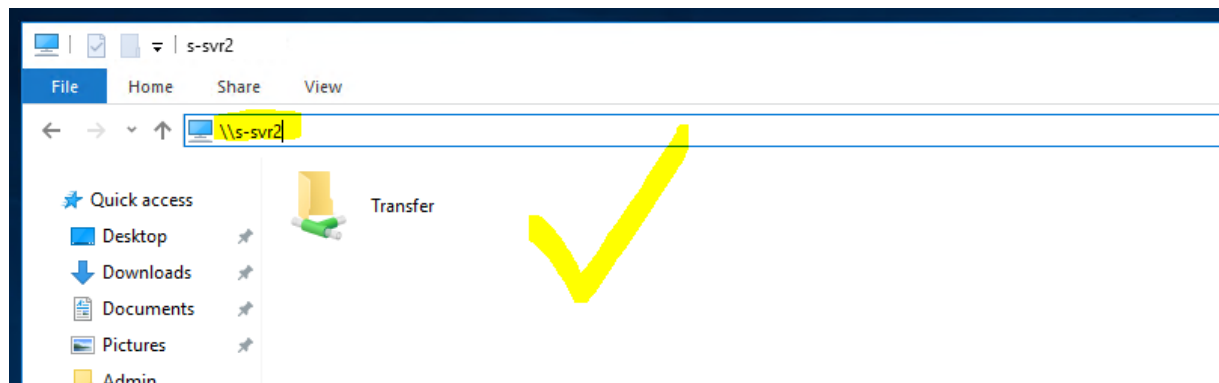 s-svr2
File Home Share View
\\s-svr2
Quick access
Transfer
Desktop
Downloads
Documents
Pictures
Admin